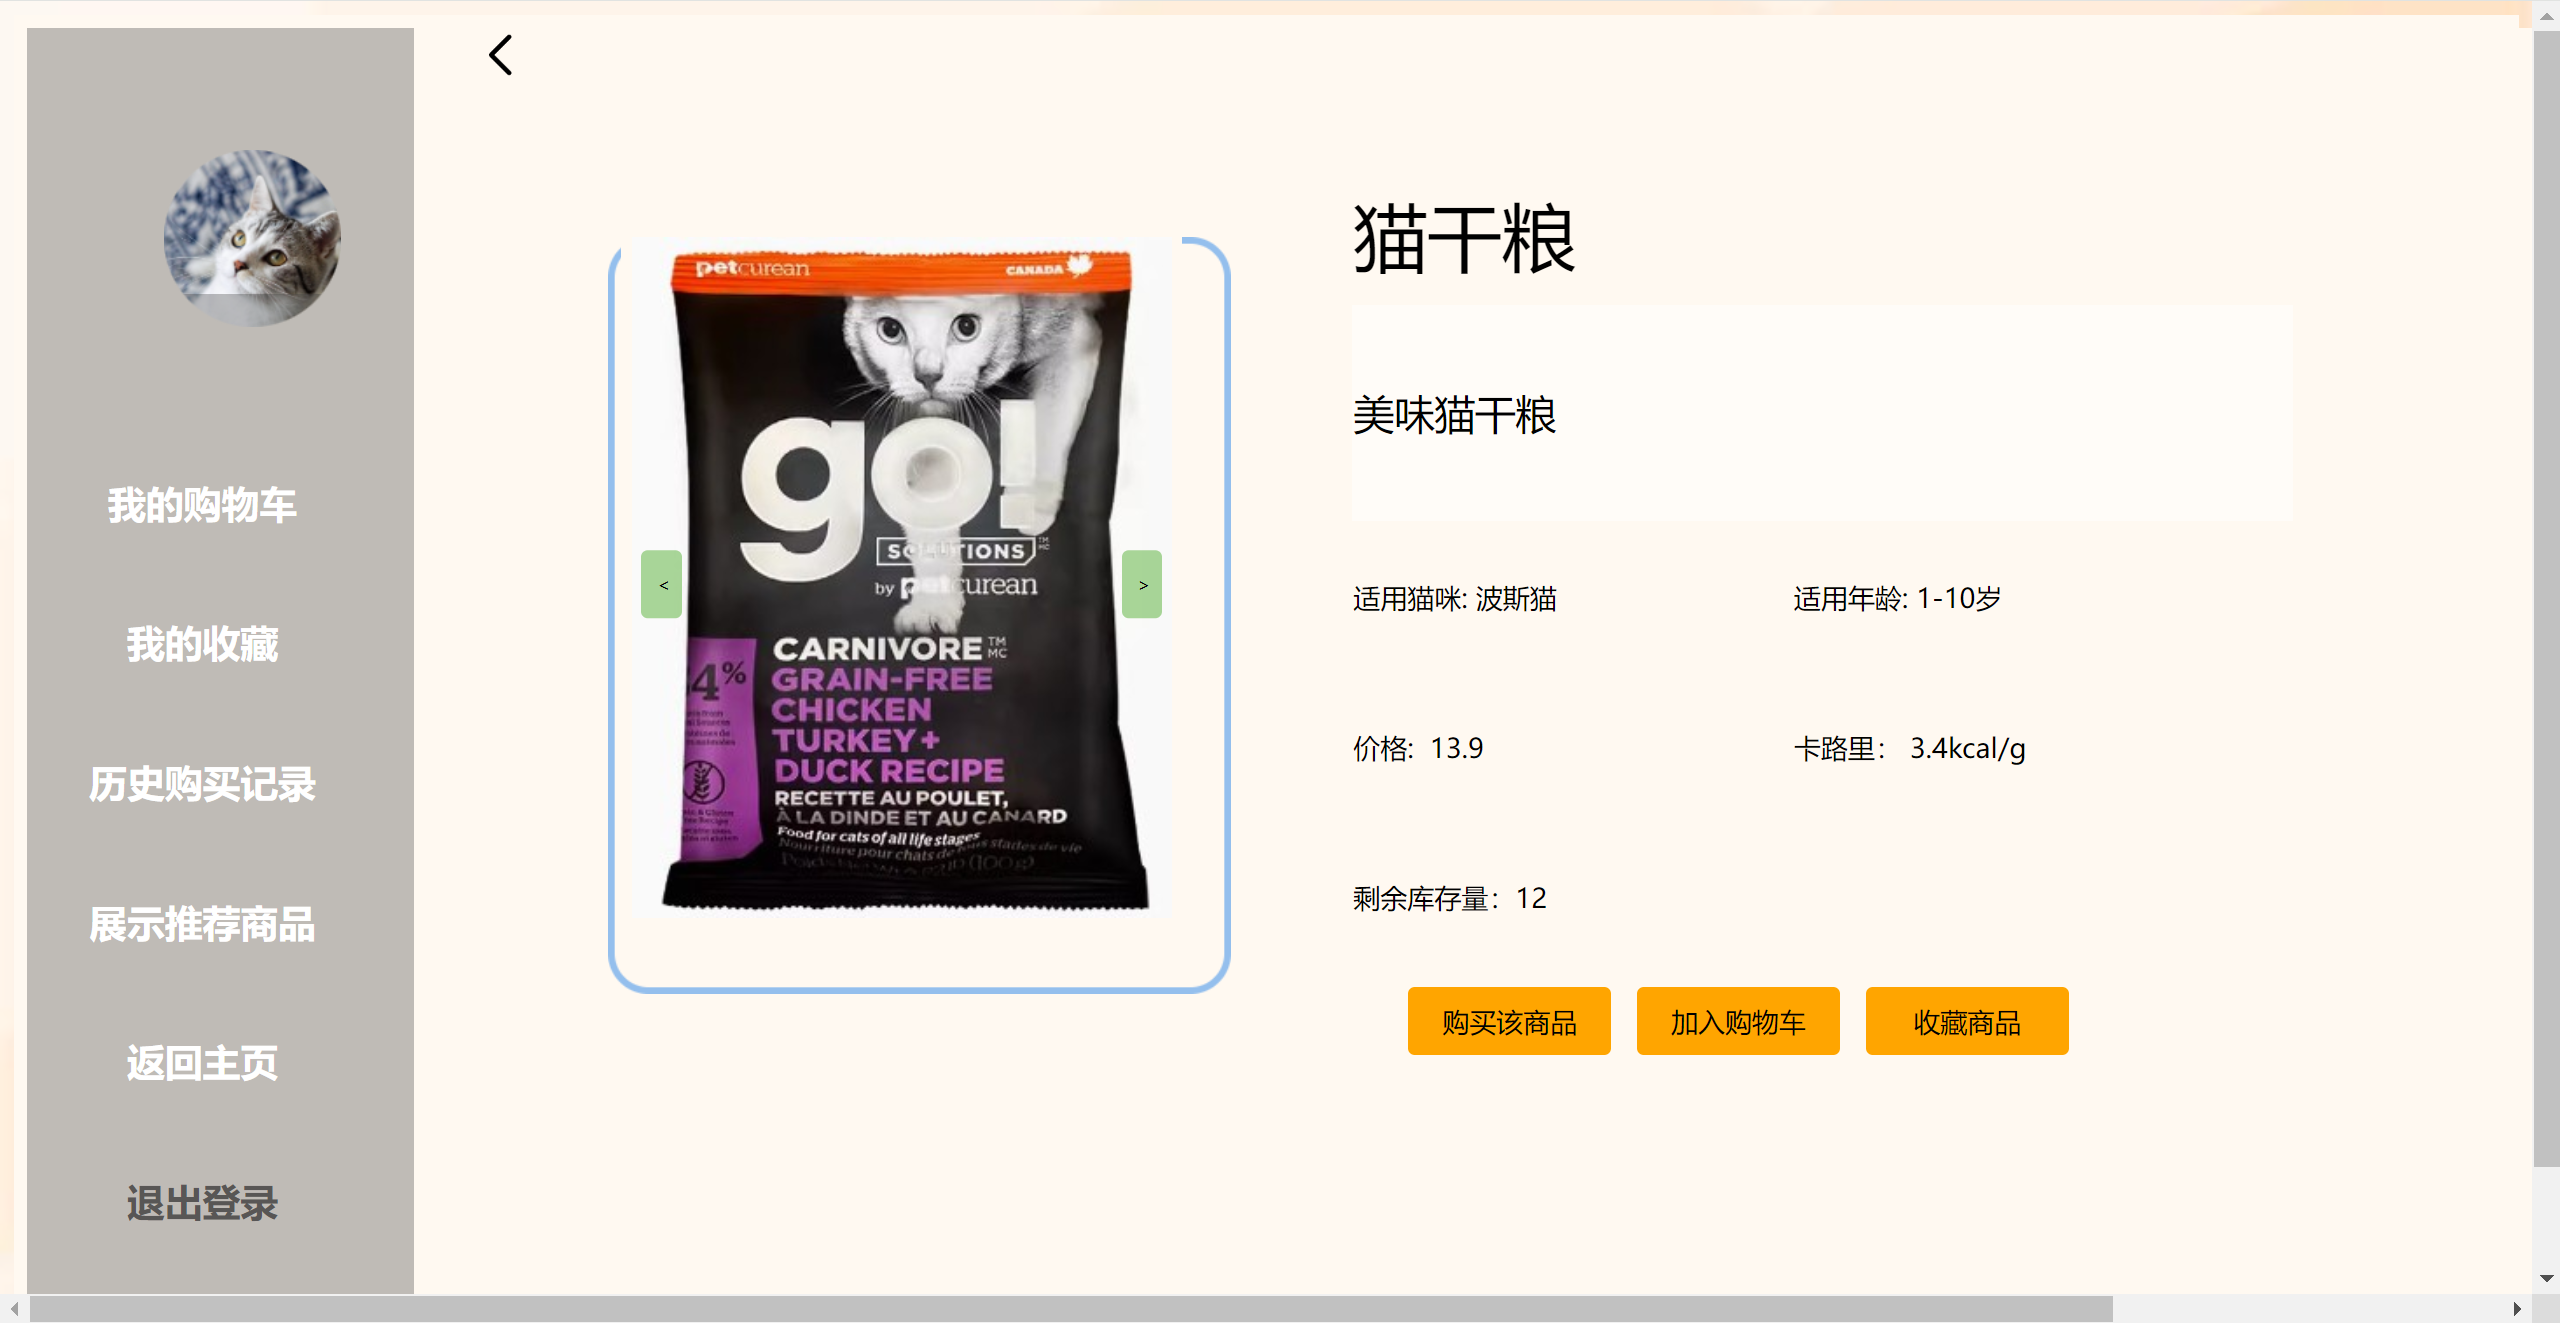 我的购物车
我的收藏
历史购买记录
展示推荐商品
返回主页
退出登录
petcurean
CANADA
go!
SOLUTIONS
TM
MC
by petcurean
CARNIVORE TM MC
GRAIN-FREE
CHICKEN
TURKEY+
DUCK RECIPE
RECETTE AU POULET,
À LA DINDE ET AU CANARD
Food for cats of all life stages
Nourriture pour chats de tous stades de vie
4%
<
>
猫干粮
美味猫干粮
适用猫咪: 波斯猫
适用年龄: 1-10岁
价格: 13.9
卡路里： 3.4kcal/g
剩余库存量：12
购买该商品
加入购物车
收藏商品